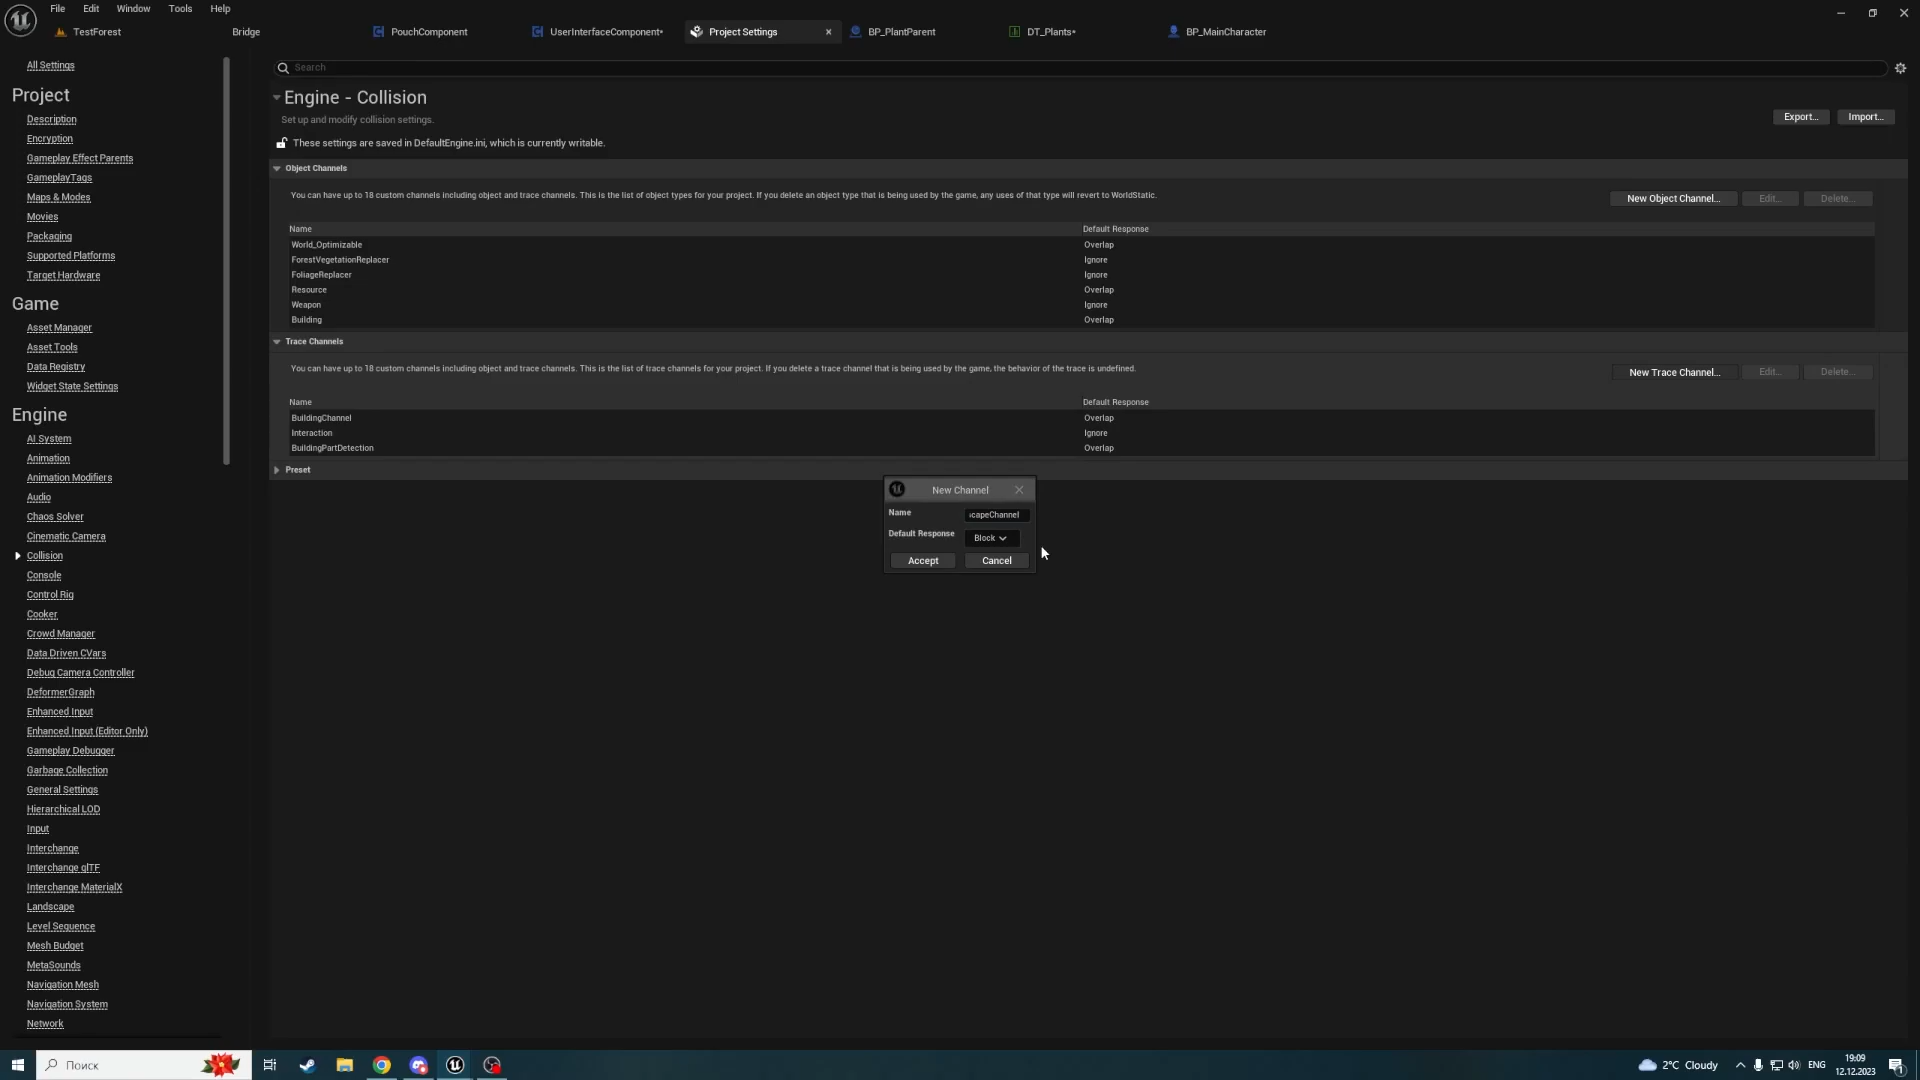 File Edit Window Tools Help
TestForest Bridge PouchComponent UserInterfaceComponent* Project Settings BP_PlantParent DT_Plants* BP_MainCharacter
All Settings
Project
Description
Encryption
Gameplay Effect Parents
GameplayTags
Maps & Modes
Movies
Packaging
Supported Platforms
Target Hardware
Game
Asset Manager
Asset Tools
Data Registry
Widget State Settings
Engine
AI System
Animation
Animation Modifiers
Audio
Chaos Solver
Cinematic Camera
Collision
Console
Control Rig
Cooker
Crowd Manager
Data Driven CVars
Debug Camera Controller
DeformerGraph
Enhanced Input
Enhanced Input (Editor Only)
Gameplay Debugger
Garbage Collection
General Settings
Hierarchical LOD
Input
Interchange
Interchange glTF
Interchange MaterialX
Landscape
Level Sequence
Mesh Budget
MetaSounds
Navigation Mesh
Navigation System
Network
Search
Engine - Collision
Set up and modify collision settings.
Export... Import...
These settings are saved in DefaultEngine.ini, which is currently writable.
Object Channels
You can have up to 18 custom channels including object and trace channels. This is the list of object types for your project. If you delete an object type that is being used by the game, any uses of that type will revert to WorldStatic.
New Object Channel... Edit... Delete...
Name Default Response
World_Optimizable Overlap
ForestVegetationReplacer Ignore
FoliageReplacer Ignore
Resource Overlap
Weapon Ignore
Building Overlap
Trace Channels
You can have up to 18 custom channels including object and trace channels. This is the list of trace channels for your project. If you delete a trace channel that is being used by the game, the behavior of the trace is undefined.
New Trace Channel... Edit... Delete...
Name Default Response
BuildingChannel Overlap
Interaction Ignore
BuildingPartDetection Overlap
Preset
New Channel
Name capeChannel
Default Response Block
Accept Cancel
Поиск
2°C Cloudy ENG
19:09
12.12.2023